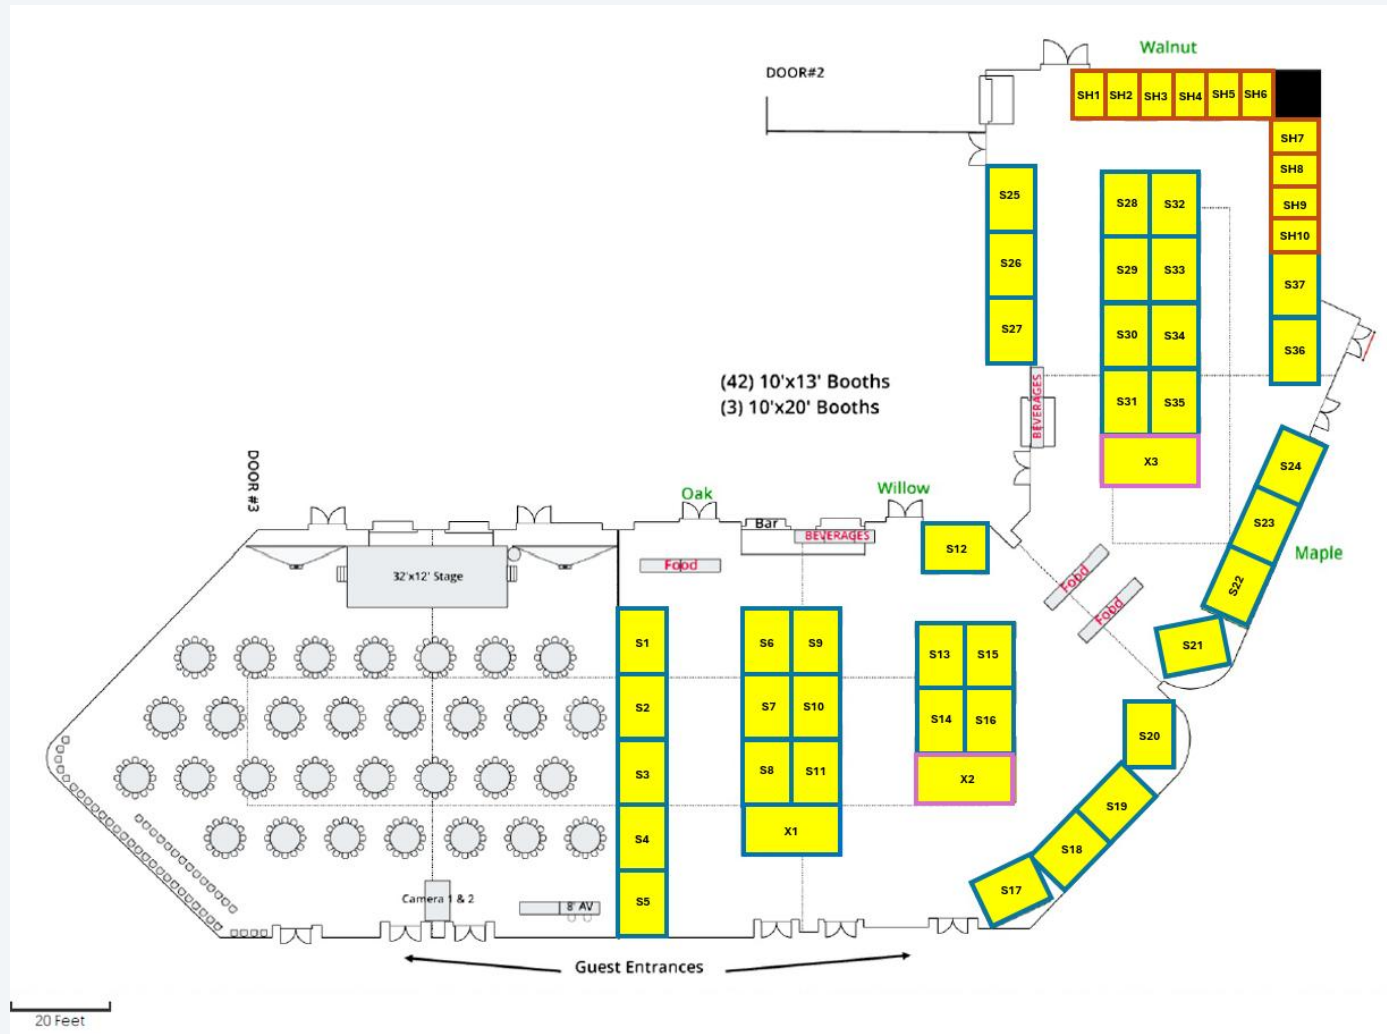 Walnut
DOOR#2
SH1 SH2 SH3 SH4 SH5 SH6
SH7
SH8
SH9
SH10
S25
S28 S32
S26
S29 S33
S37
S27
S30 S34
S36
(42) 10'x13' Booths
(3) 10'x20' Booths
BEVERAGES
S31 S35
X3
S24
DOOR #3
Oak
Willow
S23
Bar
BEVERAGES
S12
Maple
Food
32'x12' Stage
Food
Food
S22
S1
S6 S9
S13 S15
S21
S2
S7 S10
S14 S16
S20
S3
S8 S11
X2
S19
S4
X1
S18
S17
Camera 1 & 2
8' AV
S5
Guest Entrances
20 Feet